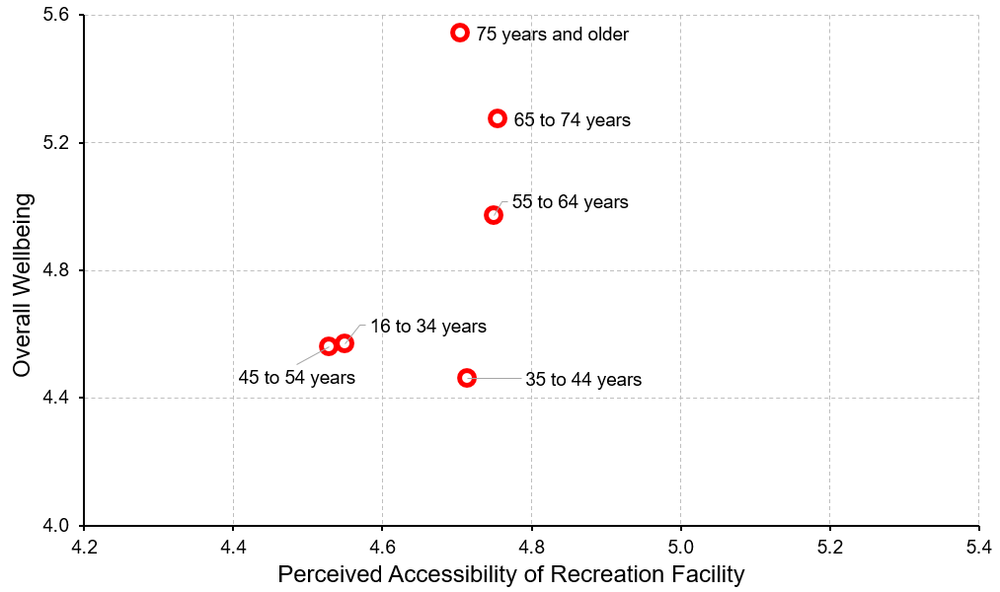 5.6
75 years and older
65 to 74 years
5.2
55 to 64 years
Overall Wellbeing
4.8
16 to 34 years
45 to 54 years
35 to 44 years
4.4
4.0
4.2 4.4 4.6 4.8 5.0 5.2 5.4
Perceived Accessibility of Recreation Facility